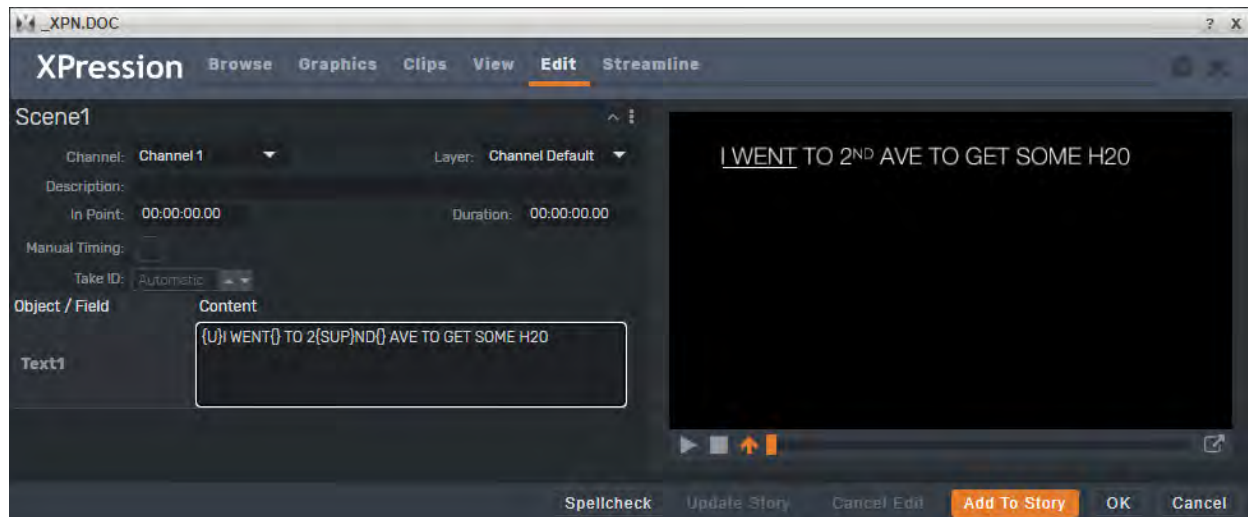 _XPN.DOC ? X
XPression Browse Graphics Clips View Edit Streamline
Scene1
Channel: Channel 1 Layer: Channel Default
Description:
In Point: 00:00:00.00 Duration: 00:00:00.00
Manual Timing:
Take ID: Automatic
Object / Field Content
Text1 {U}I WENT{} TO 2{SUP}ND{} AVE TO GET SOME H20
I WENT TO 2ND AVE TO GET SOME H20
Spellcheck Update Story Cancel Edit Add To Story OK Cancel